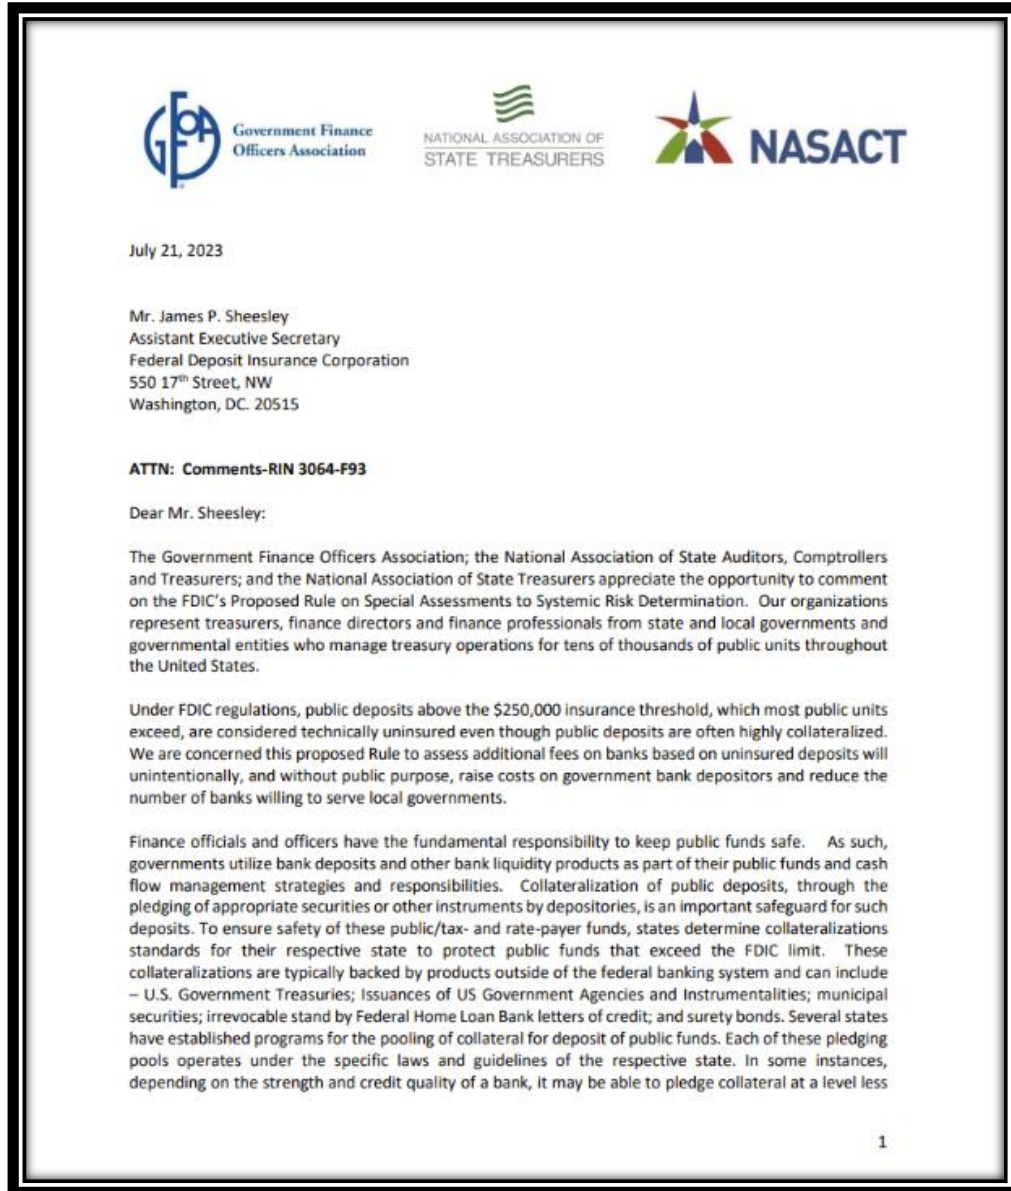 GFOA
Government Finance
Officers Association
NATIONAL ASSOCIATION OF
STATE TREASURERS
NASACT
July 21, 2023
Mr. James P. Sheesley
Assistant Executive Secretary
Federal Deposit Insurance Corporation
550 17th Street, NW
Washington, DC. 20515
ATTN: Comments-RIN 3064-F93
Dear Mr. Sheesley:
The Government Finance Officers Association; the National Association of State Auditors, Comptrollers
and Treasurers; and the National Association of State Treasurers appreciate the opportunity to comment
on the FDIC's Proposed Rule on Special Assessments to Systemic Risk Determination. Our organizations
represent treasurers, finance directors and finance professionals from state and local governments and
governmental entities who manage treasury operations for tens of thousands of public units throughout
the United States.
Under FDIC regulations, public deposits above the $250,000 insurance threshold, which most public units
exceed, are considered technically uninsured even though public deposits are often highly collateralized.
We are concerned this proposed Rule to assess additional fees on banks based on uninsured deposits will
unintentionally, and without public purpose, raise costs on government bank depositors and reduce the
number of banks willing to serve local governments.
Finance officials and officers have the fundamental responsibility to keep public funds safe. As such,
governments utilize bank deposits and other bank liquidity products as part of their public funds and cash
flow management strategies and responsibilities. Collateralization of public deposits, through the
pledging of appropriate securities or other instruments by depositories, is an important safeguard for such
deposits. To ensure safety of these public/tax- and rate-payer funds, states determine collateralizations
standards for their respective state to protect public funds that exceed the FDIC limit. These
collateralizations are typically backed by products outside of the federal banking system and can include
– U.S. Government Treasuries; Issuances of US Government Agencies and Instrumentalities; municipal
securities; irrevocable stand by Federal Home Loan Bank letters of credit; and surety bonds. Several states
have established programs for the pooling of collateral for deposit of public funds. Each of these pledging
pools operates under the specific laws and guidelines of the respective state. In some instances,
depending on the strength and credit quality of a bank, it may be able to pledge collateral at a level less
1